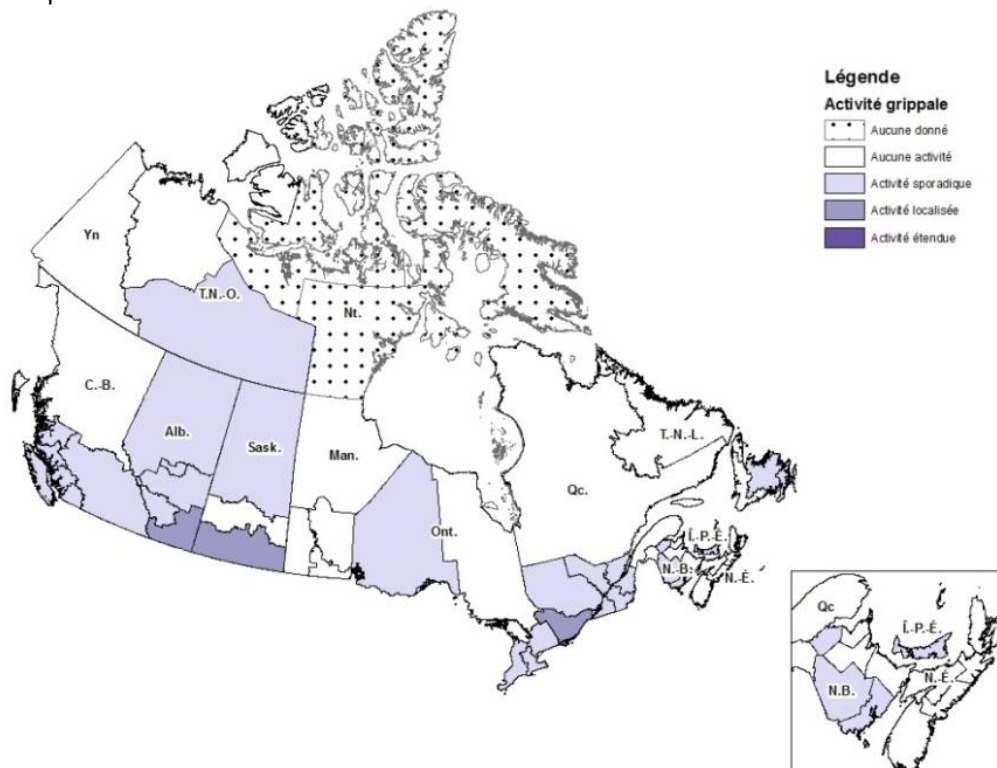 Légende
Activité grippale
Aucune donné
Aucune activité
Activité sporadique
Activité localisée
Activité étendue
Yn
T.N.-O.
Nt.
C.-B.
Alb.
Sask.
Man.
Ont.
Qc.
T.-N.-L.
Î.-P.-É.
N.-B.
N.-É.
Qc
Î.-P.-É.
N.-É.
N.B.